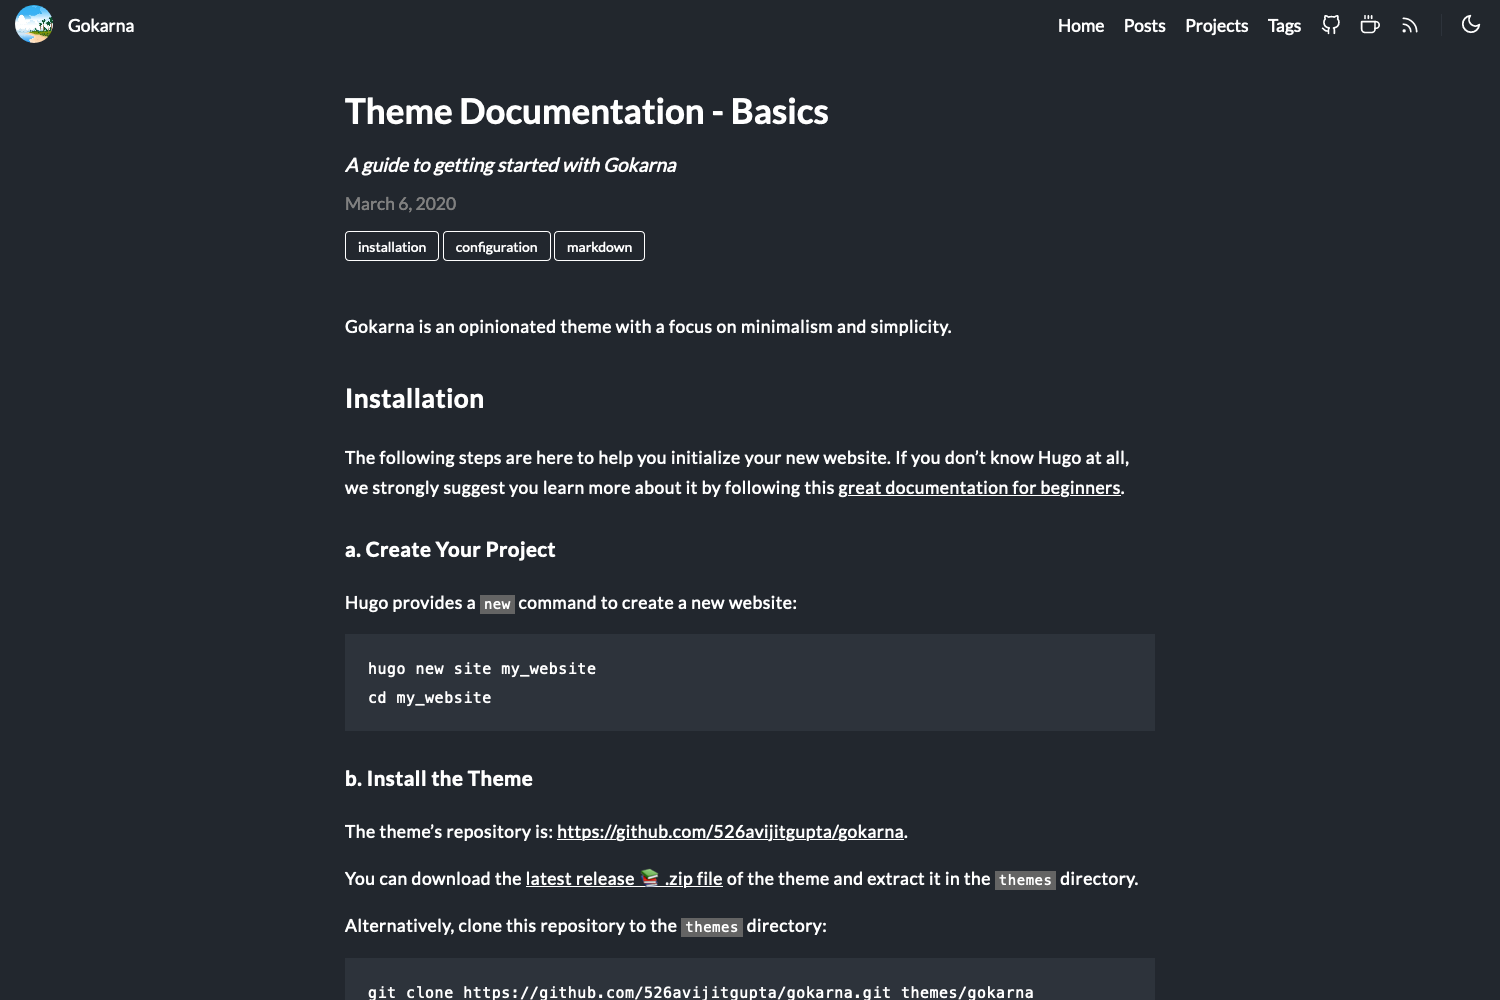 Gokarna
Home Posts Projects Tags
Theme Documentation - Basics
A guide to getting started with Gokarna
March 6, 2020
installation configuration markdown
Gokarna is an opinionated theme with a focus on minimalism and simplicity.
Installation
The following steps are here to help you initialize your new website. If you don’t know Hugo at all,
we strongly suggest you learn more about it by following this great documentation for beginners.
a. Create Your Project
Hugo provides a new command to create a new website:
hugo new site my_website
cd my_website
b. Install the Theme
The theme’s repository is: https://github.com/526avijitgupta/gokarna.
You can download the latest release 📚 .zip file of the theme and extract it in the themes directory.
Alternatively, clone this repository to the themes directory:
git clone https://github.com/526avijitgupta/gokarna.git themes/gokarna